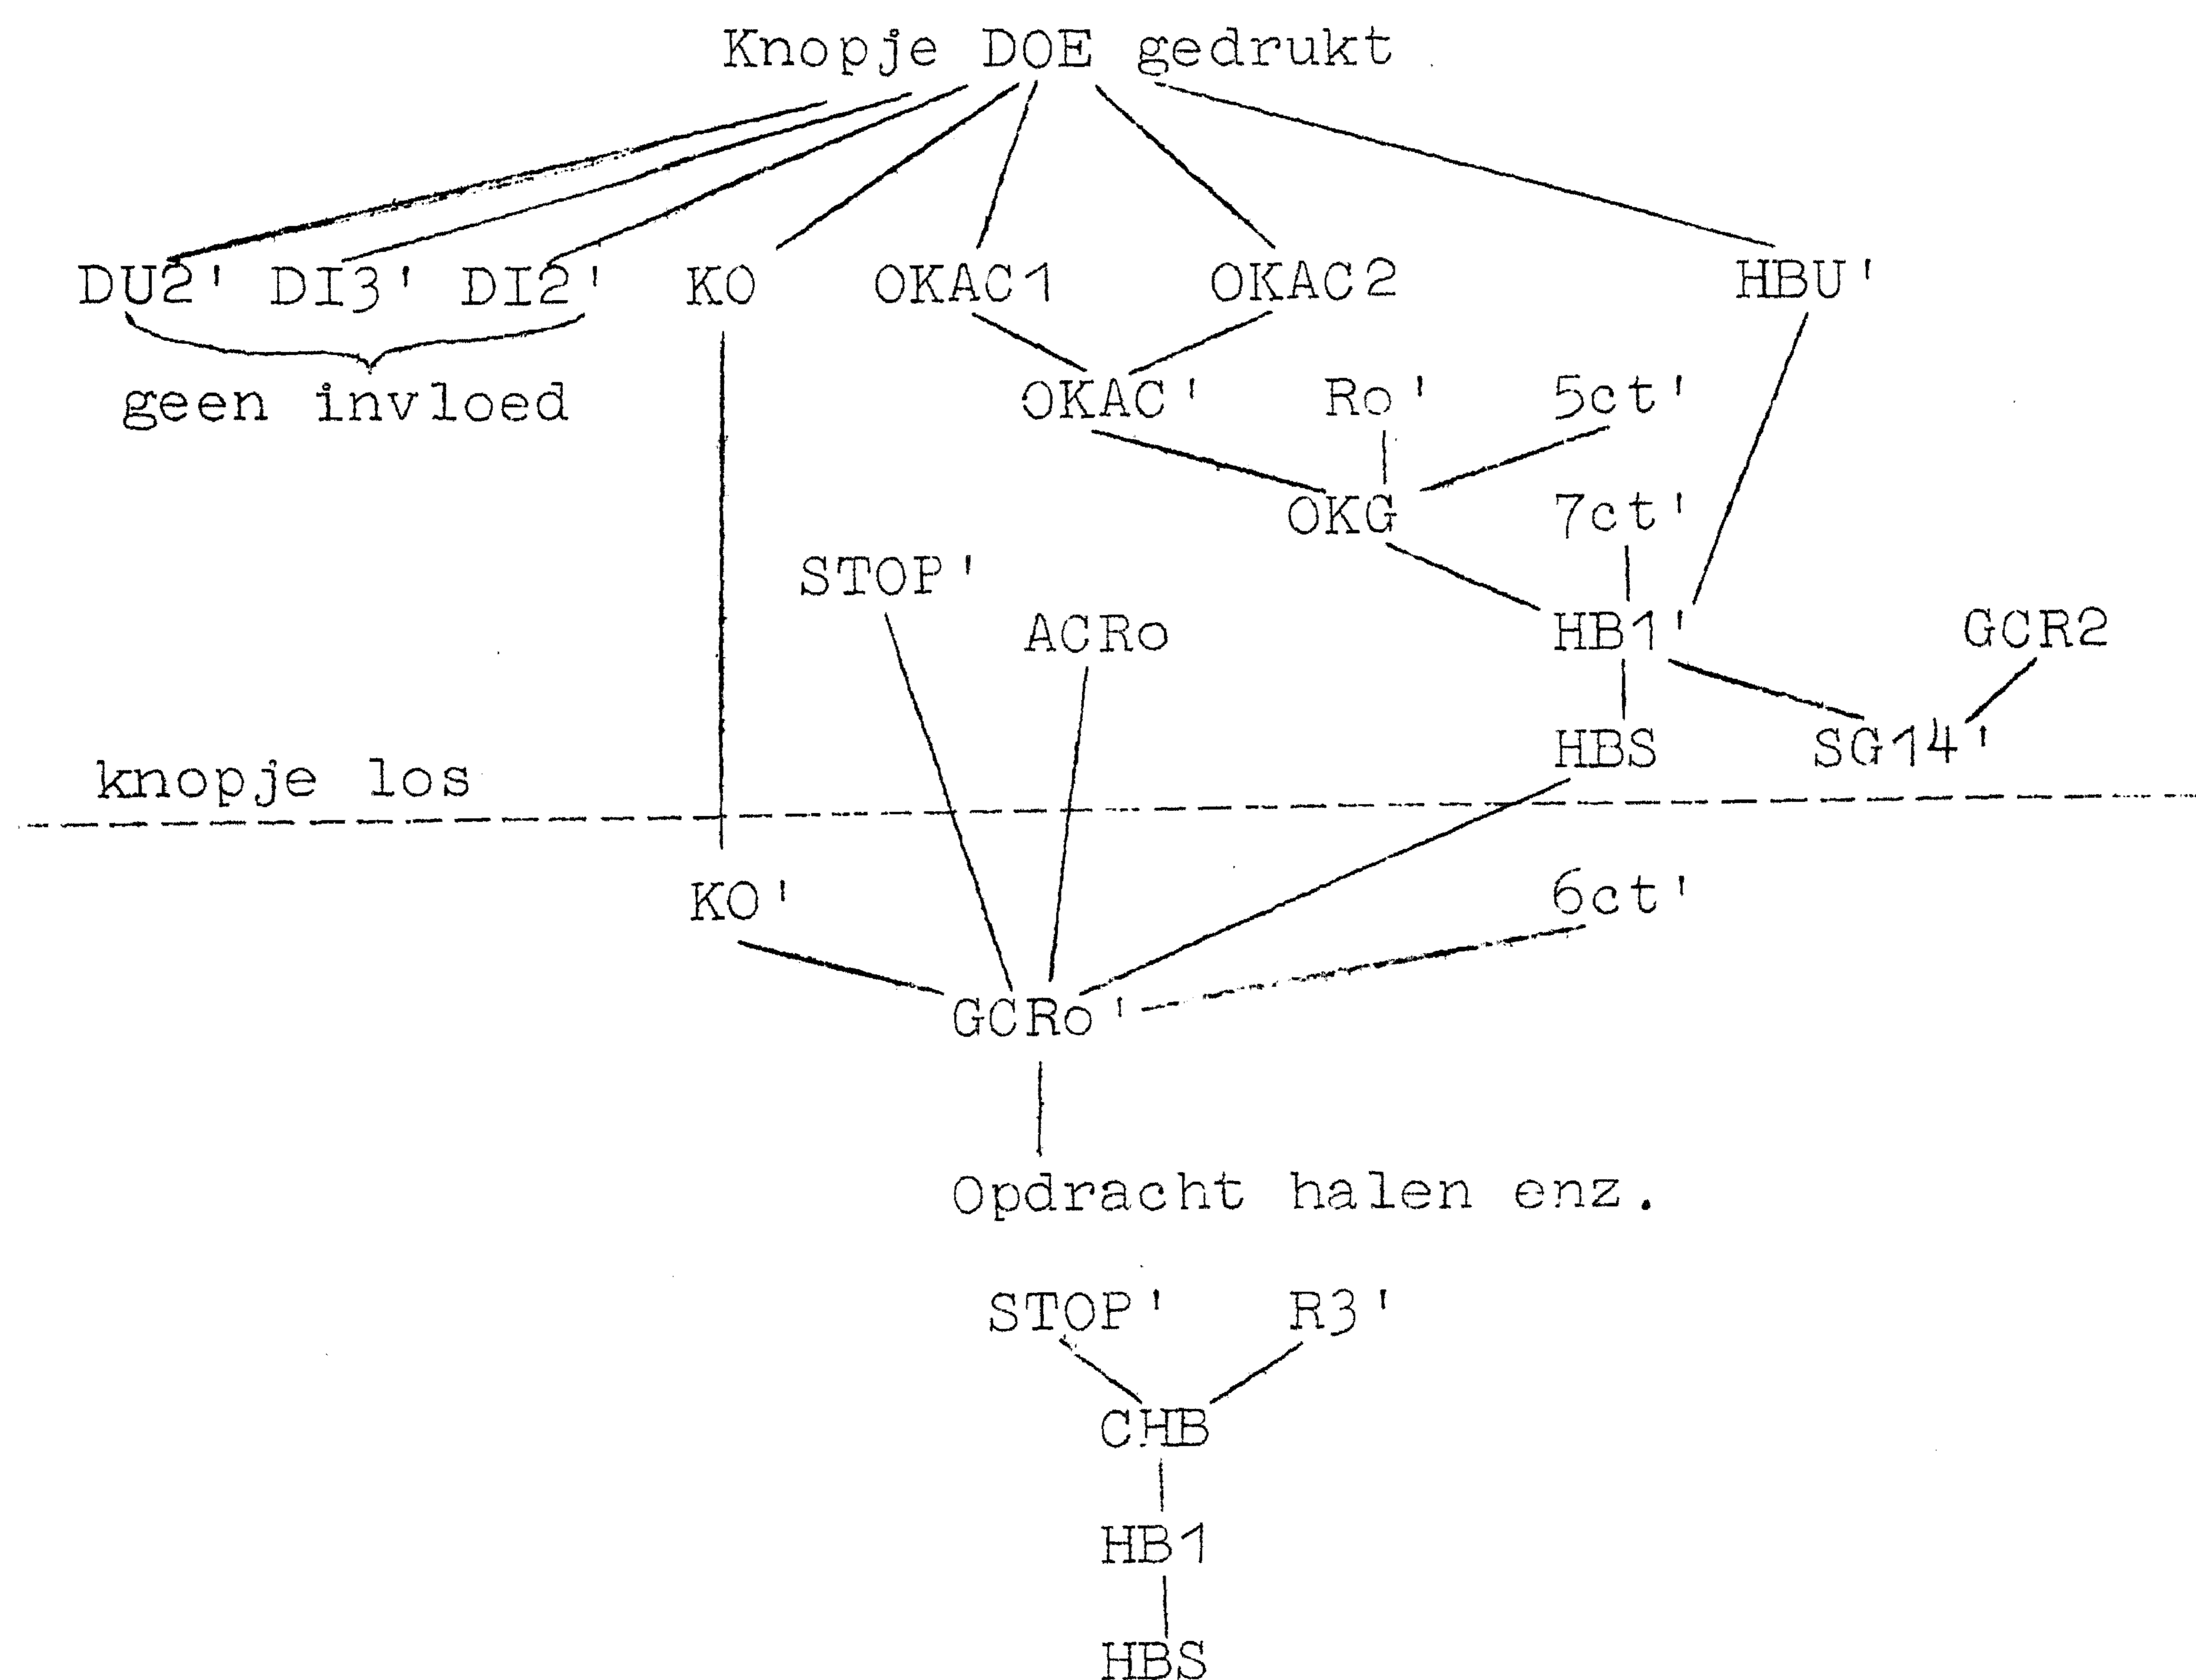 Knopje DOE gedrukt
DU2' DI3' DI2' KO OKAC1 OKAC2 HBU'
geen invloed OKAC' Ro' 5ct'
OKG 7ct'
STOP'
ACRo HB1' GCR2
HBS SG14'
knopje los
KO' 6ct'
GCRo'
Opdracht halen enz.
STOP' R3'
CHB
HB1
HBS